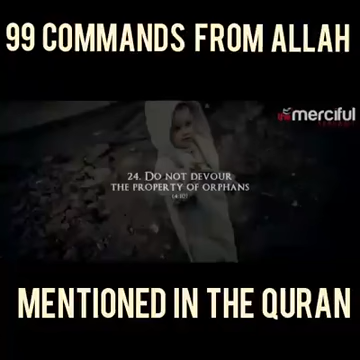 99 COMMANDS FROM ALLAH
merciful
24. DO NOT DEVOUR
THE PROPERTY OF ORPHANS
MENTIONED IN THE QURAN